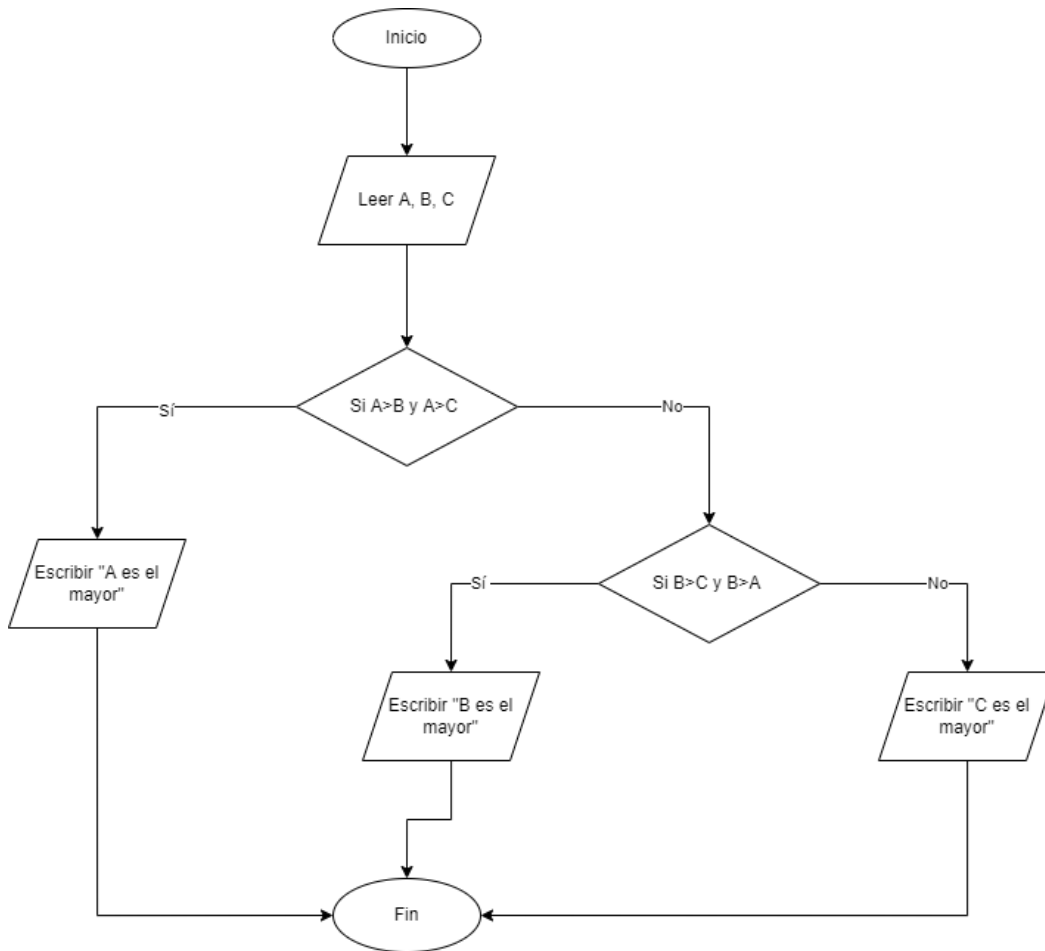 Inicio
Leer A, B, C
Si A>B y A>C
Sí
No
Escribir "A es el
mayor"
Si B>C y B>A
Sí
No
Escribir "B es el
mayor"
Escribir "C es el
mayor"
Fin